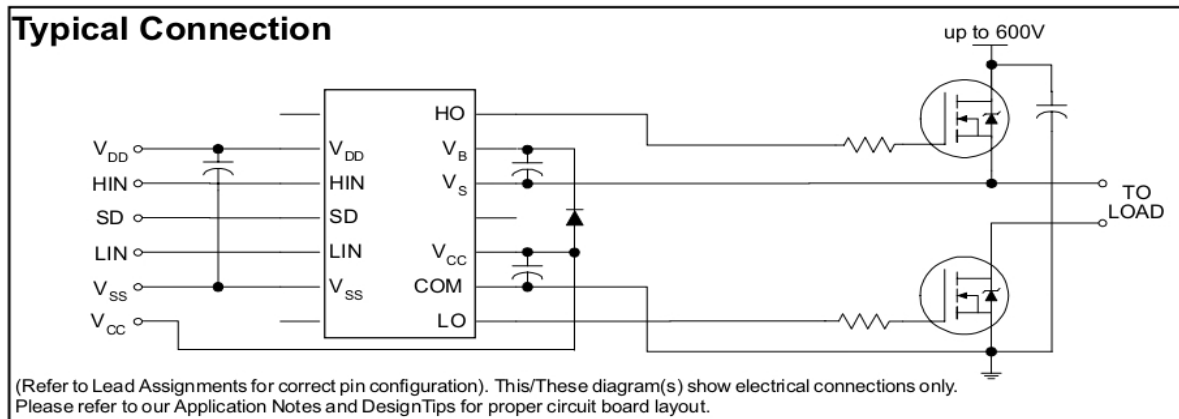 Typical Connection
up to 600V
HO
VDD
VDD
VB
HIN
HIN
VS
TO
LOAD
SD
SD
LIN
LIN
VCC
VSS
VSS
COM
VCC
LO
(Refer to Lead Assignments for correct pin configuration). This/These diagram(s) show electrical connections only.
Please refer to our Application Notes and DesignTips for proper circuit board layout.